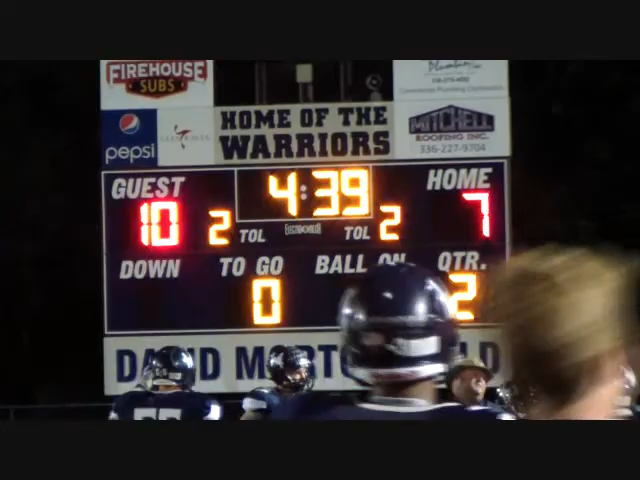 FIREHOUSE
SUBS
pepsi
HOME OF THE
WARRIORS
MITCHELL
ROOFING INC.
336-227-9704
GUEST
4:39
HOME
10
2 TOL
TOL 2
7
DOWN
TO GO
BALL ON
QTR.
0
2